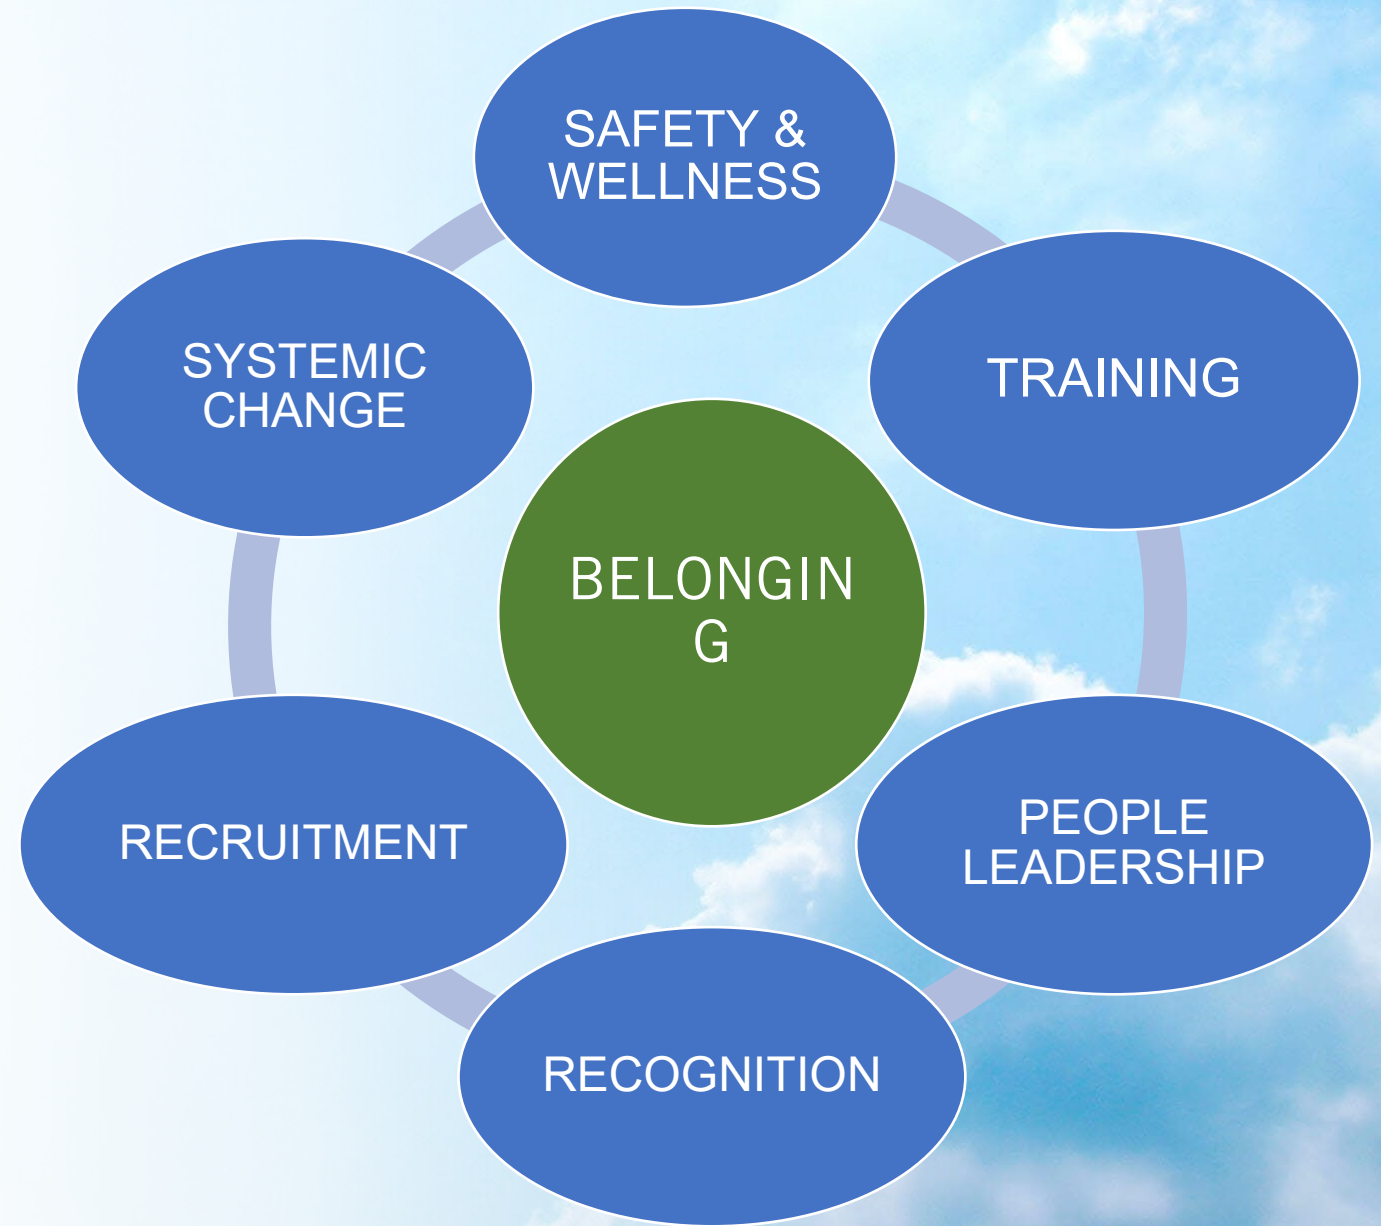 SAFETY &
WELLNESS
TRAINING
SYSTEMIC
CHANGE
BELONGIN
G
PEOPLE
LEADERSHIP
RECRUITMENT
RECOGNITION